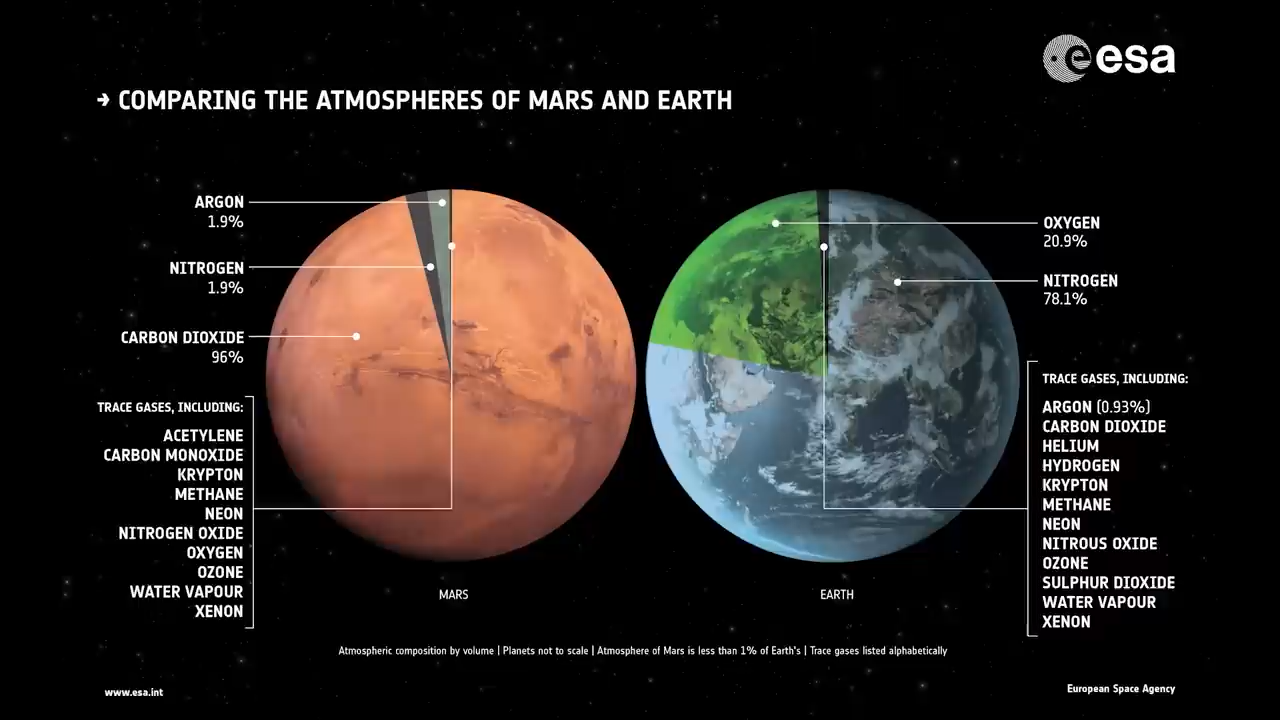 esa
→ COMPARING THE ATMOSPHERES OF MARS AND EARTH
ARGON
1.9%
NITROGEN
1.9%
CARBON DIOXIDE
96%
TRACE GASES, INCLUDING:
ACETYLENE
CARBON MONOXIDE
KRYPTON
METHANE
NEON
NITROGEN OXIDE
OXYGEN
OZONE
WATER VAPOUR
XENON
MARS
OXYGEN
20.9%
NITROGEN
78.1%
TRACE GASES, INCLUDING:
ARGON (0.93%)
CARBON DIOXIDE
HELIUM
HYDROGEN
KRYPTON
METHANE
NEON
NITROUS OXIDE
OZONE
SULPHUR DIOXIDE
WATER VAPOUR
XENON
EARTH
Atmospheric composition by volume | Planets not to scale | Atmosphere of Mars is less than 1% of Earth's | Trace gases listed alphabetically
www.esa.int
European Space Agency